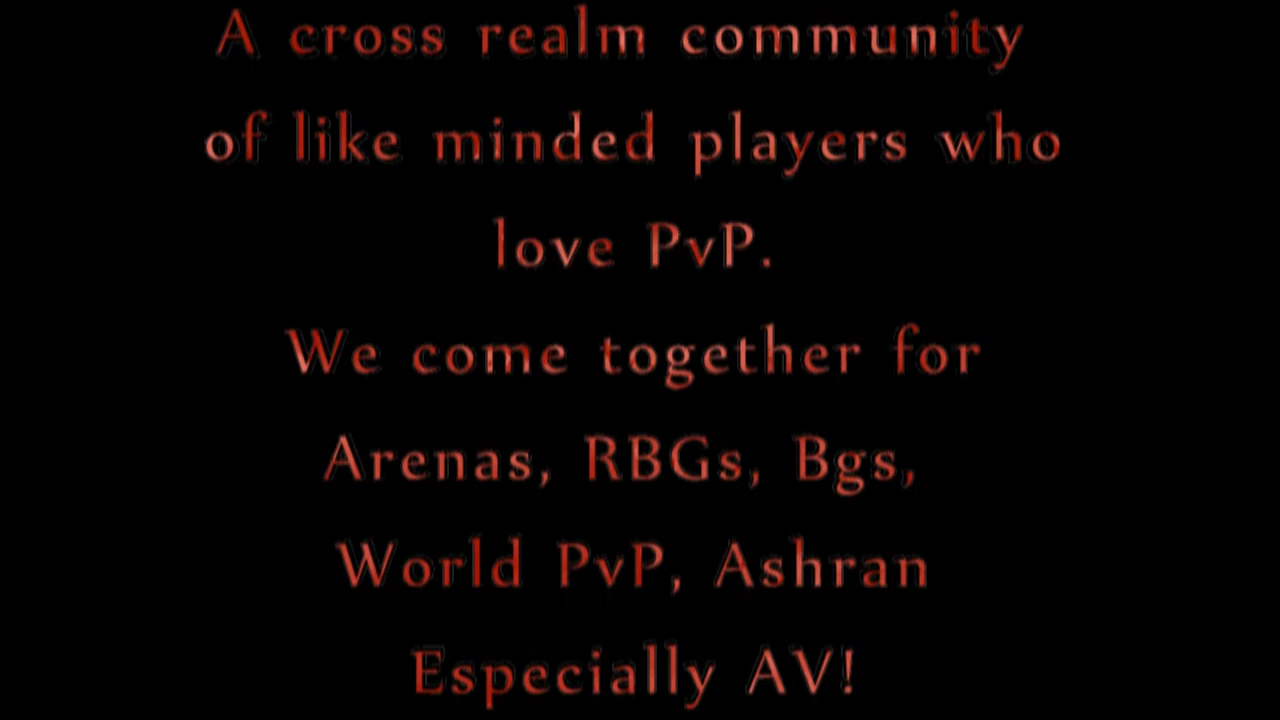 A cross realm community
of like minded players who
love PvP.
We come together for
Arenas, RBGs, Bgs,
World PvP, Ashran
Especially AV!